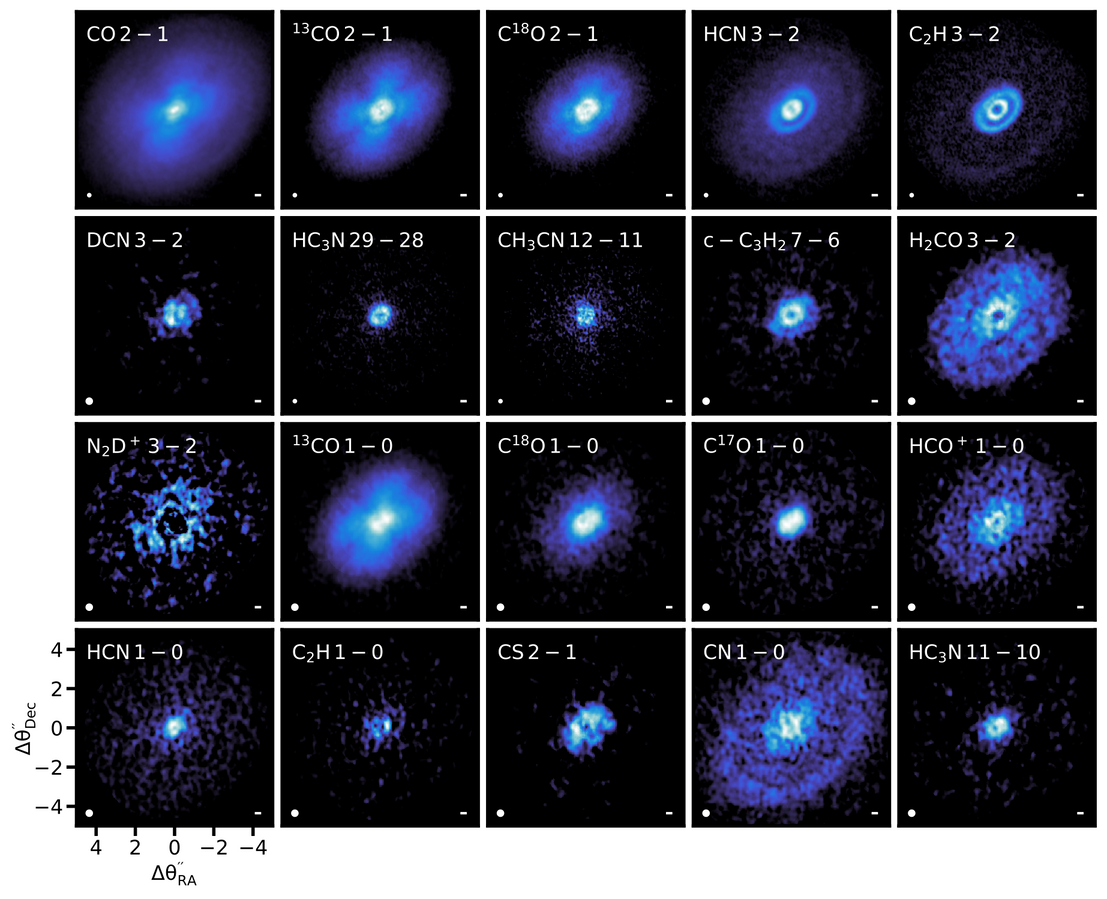 CO 2 − 1
¹³CO 2 − 1
C¹⁸O 2 − 1
HCN 3 − 2
C₂H 3 − 2
DCN 3 − 2
HC₃N 29 − 28
CH₃CN 12 − 11
c − C₃H₂ 7 − 6
H₂CO 3 − 2
N₂D⁺ 3 − 2
¹³CO 1 − 0
C¹⁸O 1 − 0
C¹⁷O 1 − 0
HCO⁺ 1 − 0
HCN 1 − 0
C₂H 1 − 0
CS 2 − 1
CN 1 − 0
HC₃N 11 − 10
4
2
0
−2
−4
Δθ″Dec
4 2 0 −2 −4
Δθ″RA